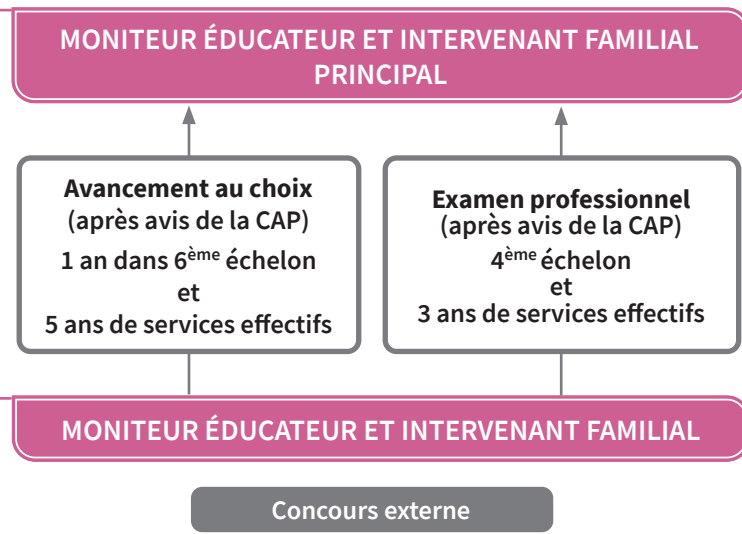 MONITEUR ÉDUCATEUR ET INTERVENANT FAMILIAL
PRINCIPAL
Avancement au choix
(après avis de la CAP)
1 an dans 6ème échelon
et
5 ans de services effectifs
Examen professionnel
(après avis de la CAP)
4ème échelon
et
3 ans de services effectifs
MONITEUR ÉDUCATEUR ET INTERVENANT FAMILIAL
Concours externe